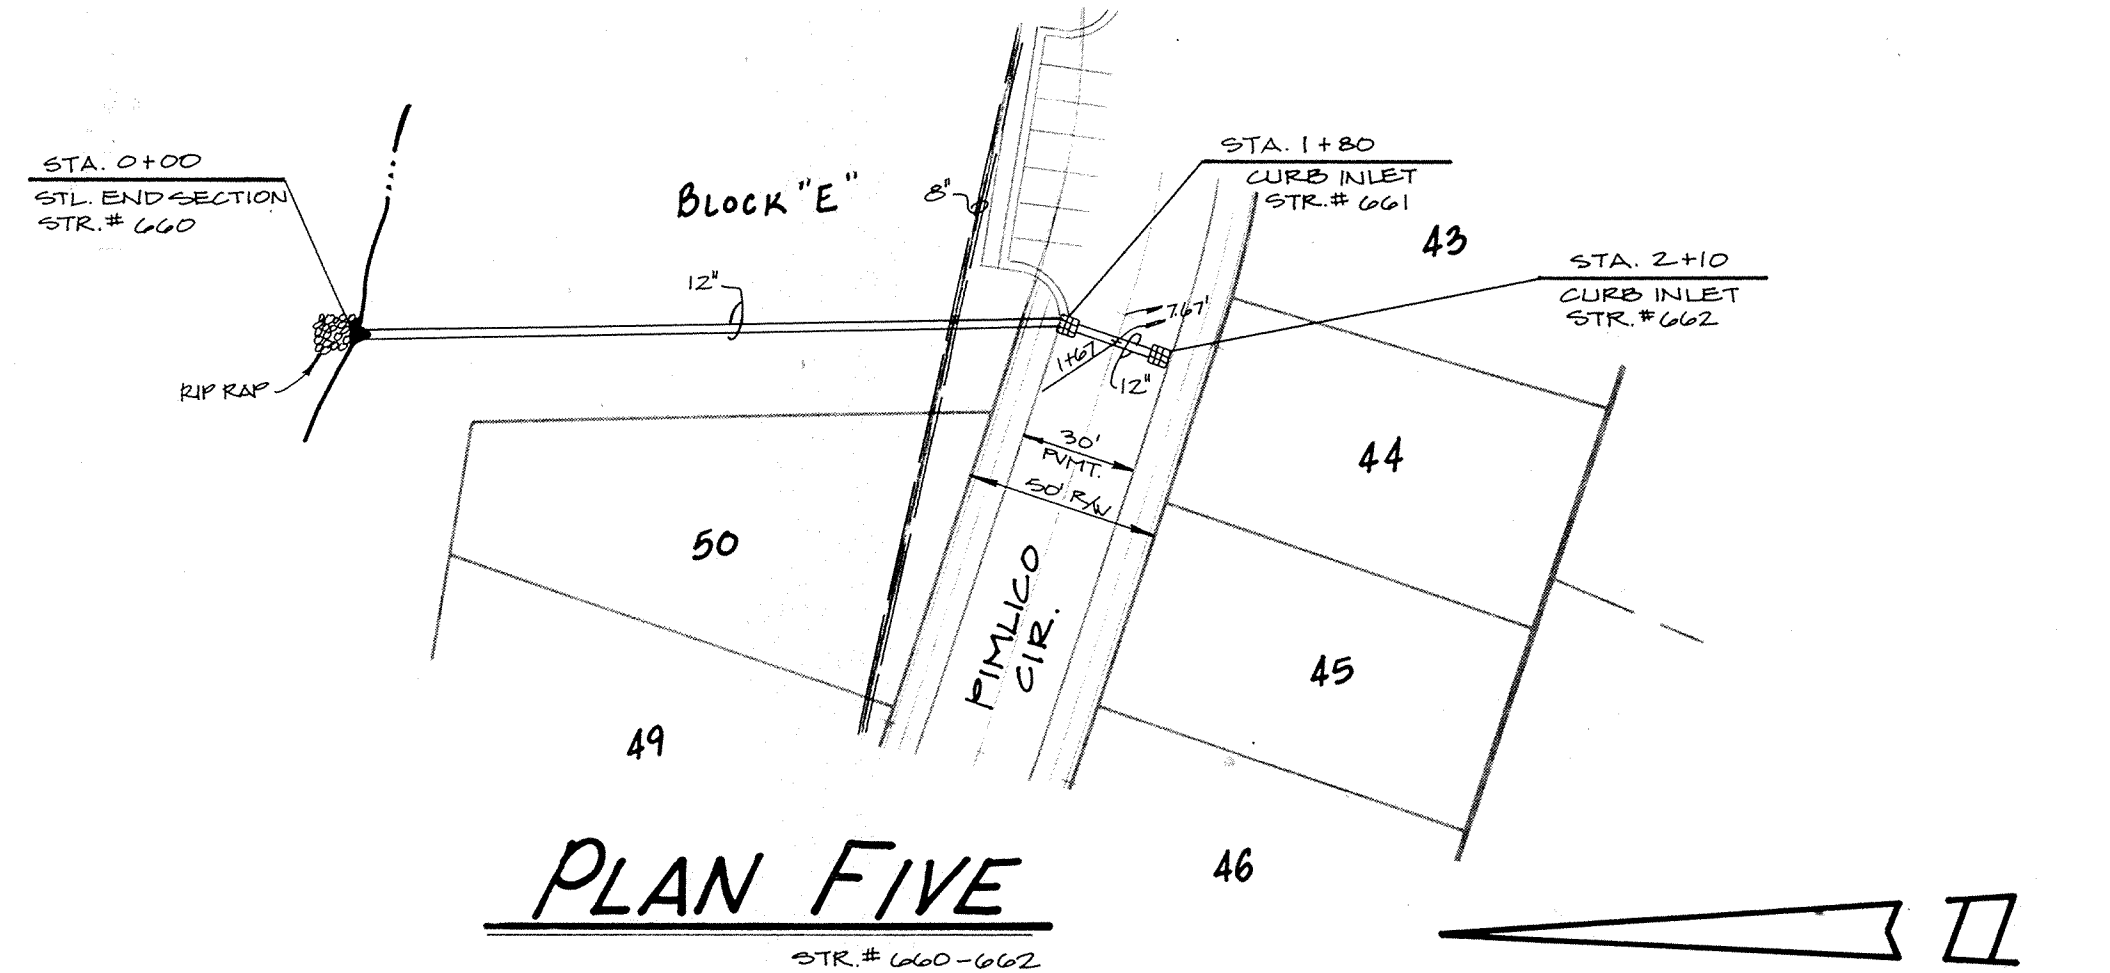 STA. 0+00
STL. END SECTION
STR.# 660
RIP RAP
BLOCK "E"
12"
8"
STA. 1+80
CURB INLET
STR.# 661
STA. 2+10
CURB INLET
STR.# 662
7.67'
1+67
12"
30'
PVMT.
50' R/W
PIMLICO
CIR.
43
44
45
46
49
50
PLAN FIVE
STR.# 660-662
N